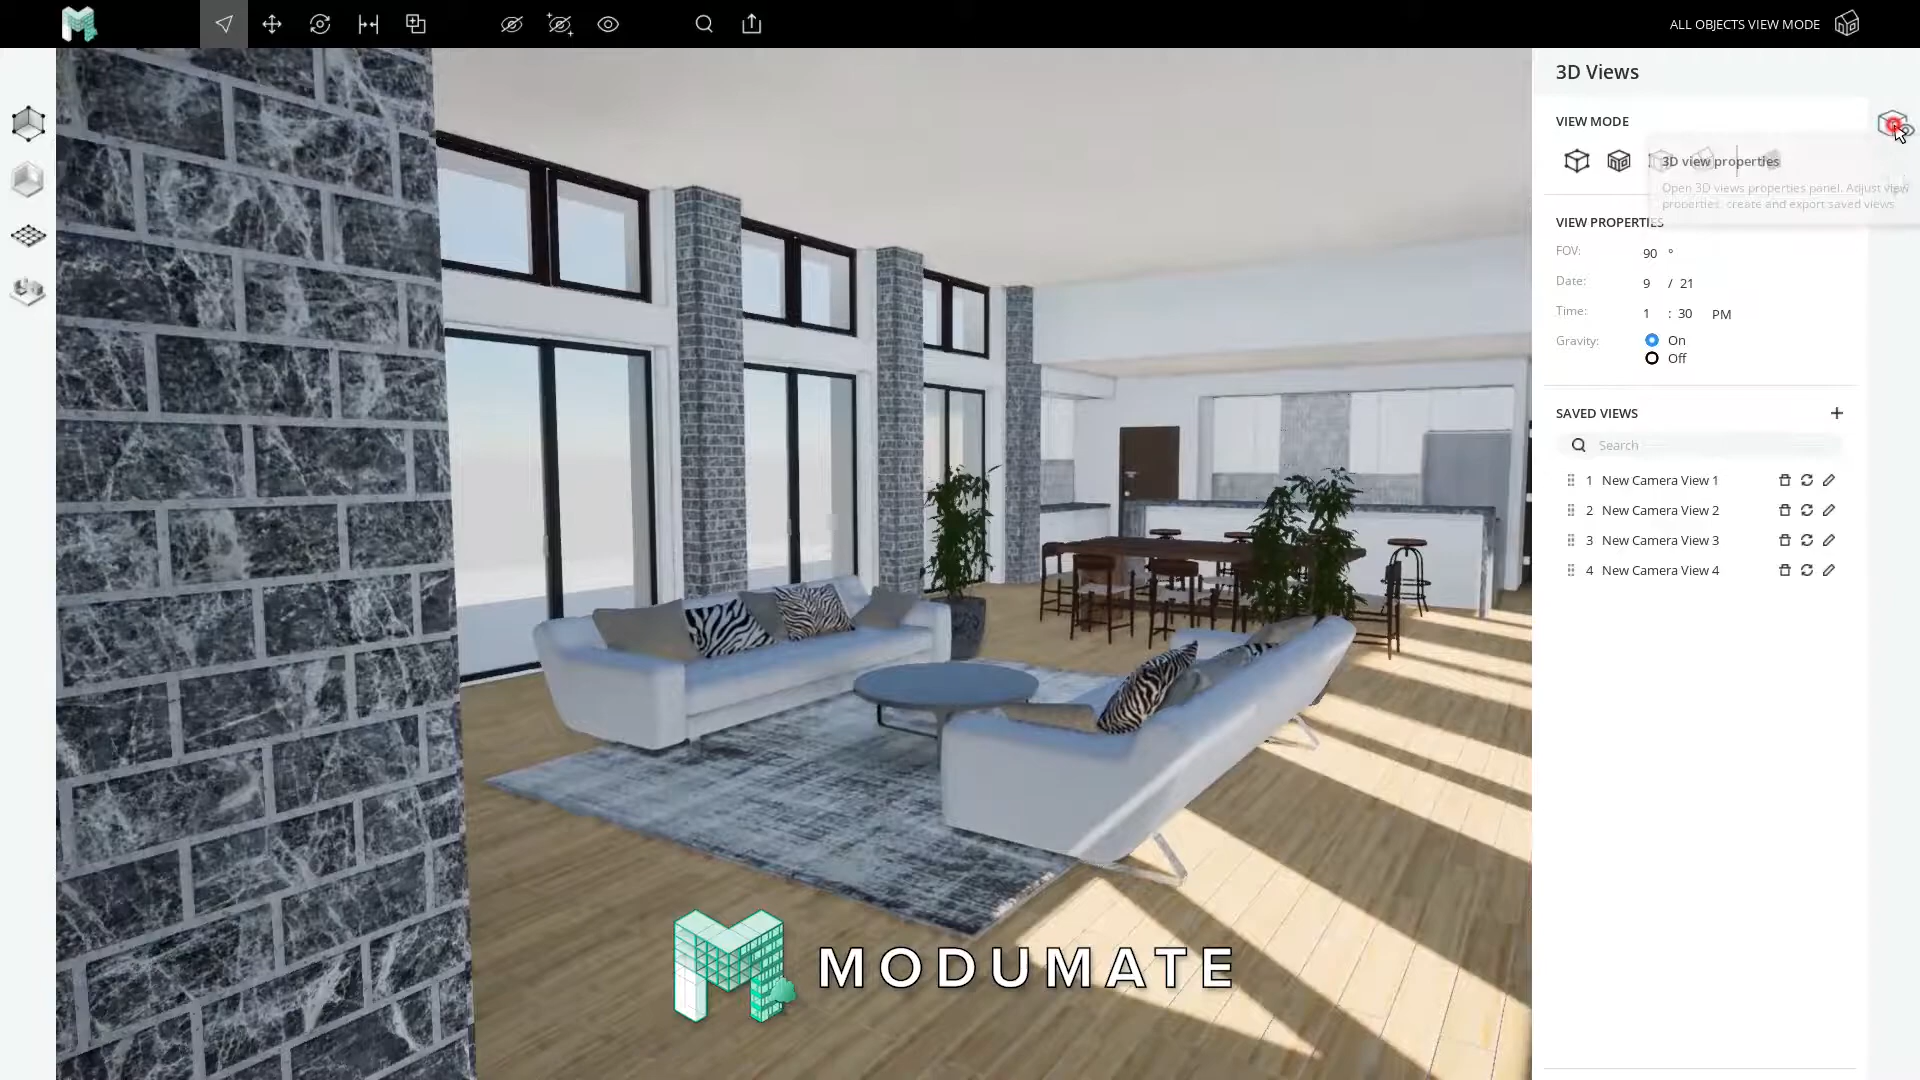 ALL OBJECTS VIEW MODE
3D Views
VIEW MODE
3D view properties
Open 3D views properties panel. Adjust view
properties, create and export saved views
VIEW PROPERTIES
FOV: 90 °
Date: 9 / 21
Time: 1 : 30 PM
Gravity: On
Off
SAVED VIEWS +
Search
1 New Camera View 1
2 New Camera View 2
3 New Camera View 3
4 New Camera View 4
MODUMATE